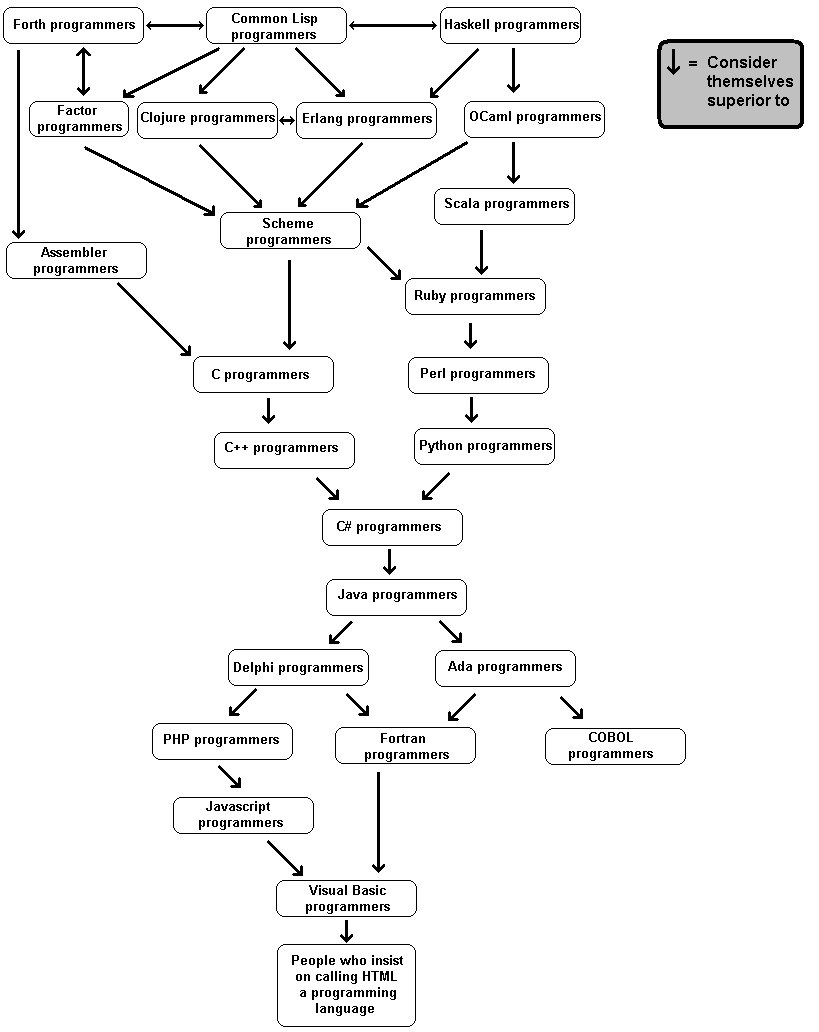 Forth programmers
Common Lisp
programmers
Haskell programmers
↓ = Consider
themselves
superior to
Factor
programmers
Clojure programmers
Erlang programmers
OCaml programmers
Scala programmers
Scheme
programmers
Assembler
programmers
Ruby programmers
C programmers
Perl programmers
C++ programmers
Python programmers
C# programmers
Java programmers
Delphi programmers
Ada programmers
PHP programmers
Fortran
programmers
COBOL
programmers
Javascript
programmers
Visual Basic
programmers
People who insist
on calling HTML
a programming
language